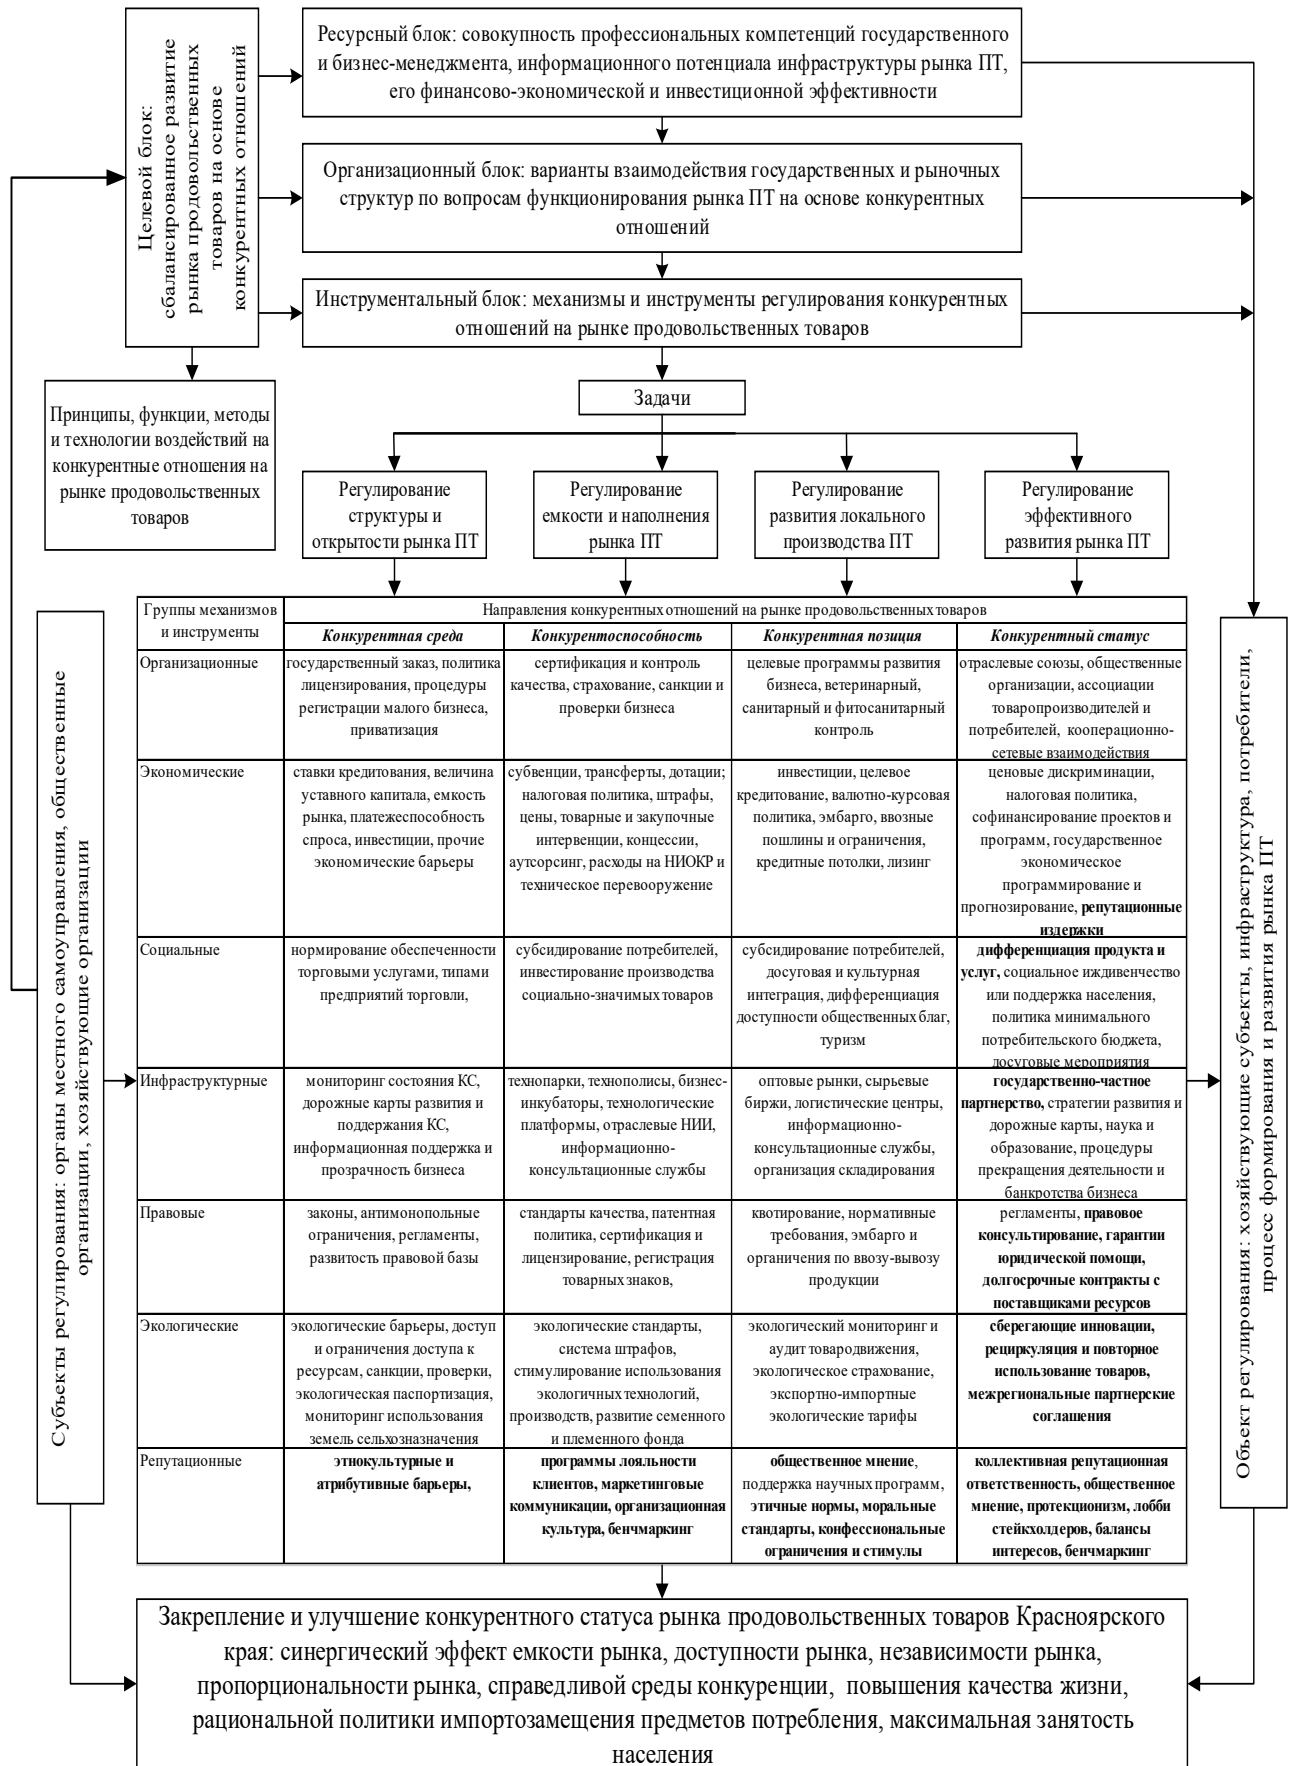 Целевой блок:
сбалансированное развитие
рынка продовольственных
товаров на основе
конкурентных отношений
Ресурсный блок: совокупность профессиональных компетенций государственного
и бизнес-менеджмента, информационного потенциала инфраструктуры рынка ПТ,
его финансово-экономической и инвестиционной эффективности
Организационный блок: варианты взаимодействия государственных и рыночных
структур по вопросам функционирования рынка ПТ на основе конкурентных
отношений
Инструментальный блок: механизмы и инструменты регулирования конкурентных
отношений на рынке продовольственных товаров
Принципы, функции, методы
и технологии воздействий на
конкурентные отношения на
рынке продовольственных
товаров
Задачи
Регулирование
структуры и
открытости рынка ПТ
Регулирование
емкости и наполнения
рынка ПТ
Регулирование
развития локального
производства ПТ
Регулирование
эффективного
развития рынка ПТ
Субъекты регулирования: органы местного самоуправления, общественные
организации, хозяйствующие организации
Группы механизмов
и инструменты
Направления конкурентных отношений на рынке продовольственных товаров
Конкурентная среда
Конкурентоспособность
Конкурентная позиция
Конкурентный статус
Организационные
государственный заказ, политика
лицензирования, процедуры
регистрации малого бизнеса,
приватизация
сертификация и контроль
качества, страхование, санкции и
проверки бизнеса
целевые программы развития
бизнеса, ветеринарный,
санитарный и фитосанитарный
контроль
отраслевые союзы, общественные
организации, ассоциации
товаропроизводителей и
потребителей, кооперационно-
сетевые взаимодействия
Экономические
ставки кредитования, величина
уставного капитала, емкость
рынка, платежеспособность
спроса, инвестиции, прочие
экономические барьеры
субвенции, трансферты, дотации;
налоговая политика, штрафы,
цены, товарные и закупочные
интервенции, концессии,
аутсорсинг, расходы на НИОКР и
техническое перевооружение
инвестиции, целевое
кредитование, валютно-курсовая
политика, эмбарго, ввозные
пошлины и ограничения,
кредитные потолки, лизинг
ценовые дискриминации,
налоговая политика,
софинансирование проектов и
программ, государственное
экономическое
программирование и
прогнозирование, репутационные
издержки
Социальные
нормирование обеспеченности
торговыми услугами, типами
предприятий торговли,
субсидирование потребителей,
инвестирование производства
социально-значимых товаров
субсидирование потребителей,
досуговая и культурная
интеграция, дифференциация
доступности общественных благ,
туризм
дифференциация продукта и
услуг, социальное иждивенчество
или поддержка населения,
политика минимального
потребительского бюджета,
досуговые мероприятия
Инфраструктурные
мониторинг состояния КС,
дорожные карты развития и
поддержания КС,
информационная поддержка и
прозрачность бизнеса
технопарки, технополисы, бизнес-
инкубаторы, технологические
платформы, отраслевые НИИ,
информационно-
консультационные службы
оптовые рынки, сырьевые
биржи, логистические центры,
информационно-
консультационные службы,
организация складирования
государственно-частное
партнерство, стратегии развития и
дорожные карты, наука и
образование, процедуры
прекращения деятельности и
банкротства бизнеса
Правовые
законы, антимонопольные
ограничения, регламенты,
развитость правовой базы
стандарты качества, патентная
политика, сертификация и
лицензирование, регистрация
товарных знаков,
квотирование, нормативные
требования, эмбарго и
органичения по ввозу-вывозу
продукции
регламенты, правовое
консультирование, гарантии
юридической помощи,
долгосрочные контракты с
поставщиками ресурсов
Экологические
экологические барьеры, доступ
и ограничения доступа к
ресурсам, санкции, проверки,
экологическая паспортизация,
мониторинг использования
земель сельхозназначения
экологические стандарты,
система штрафов,
стимулирование использования
экологичных технологий,
производств, развитие семенного
и племенного фонда
экологический мониторинг и
аудит товародвижения,
экологическое страхование,
экспортно-импортные
экологические тарифы
сберегающие инновации,
рециркуляция и повторное
использование товаров,
межрегиональные партнерские
соглашения
Репутационные
этнокультурные и
атрибутивные барьеры,
программы лояльности
клиентов, маркетинговые
коммуникации, организационная
культура, бенчмаркинг
общественное мнение,
поддержка научных программ,
этичные нормы, моральные
стандарты, конфессиональные
ограничения и стимулы
коллективная репутационная
ответственность, общественное
мнение, протекционизм, лобби
стейкхолдеров, балансы
интересов, бенчмаркинг
Объект регулирования: хозяйствующие субъекты, инфраструктура, потребители,
процесс формирования и развития рынка ПТ
Закрепление и улучшение конкурентного статуса рынка продовольственных товаров Красноярского
края: синергический эффект емкости рынка, доступности рынка, независимости рынка,
пропорциональности рынка, справедливой среды конкуренции, повышения качества жизни,
рациональной политики импортозамещения предметов потребления, максимальная занятость
населения